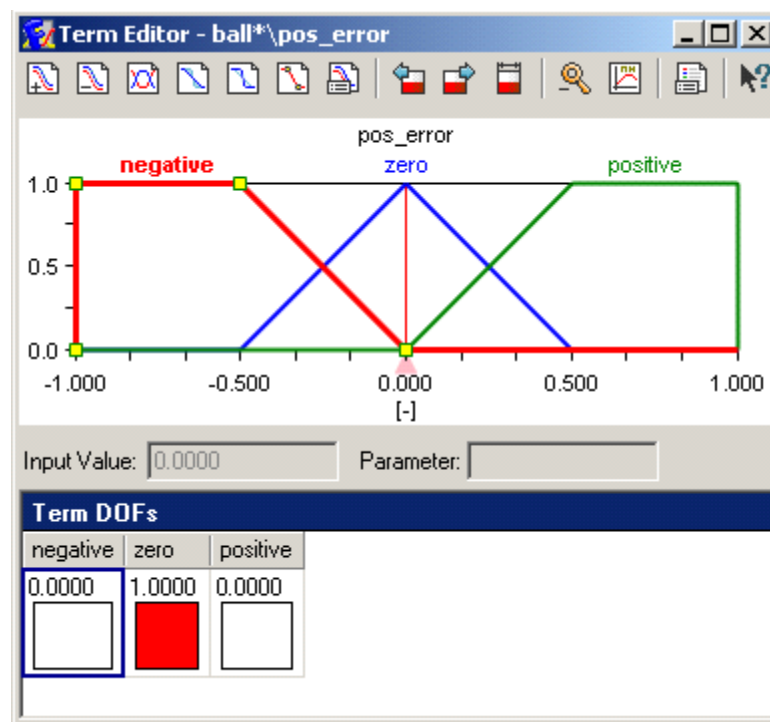 Term Editor - ball*\pos_error
pos_error
negative zero positive
1.0
0.5
0.0
-1.000 -0.500 0.000 0.500 1.000
[-]
Input Value: 0.0000 Parameter:
Term DOFs
negative zero positive
0.0000 1.0000 0.0000